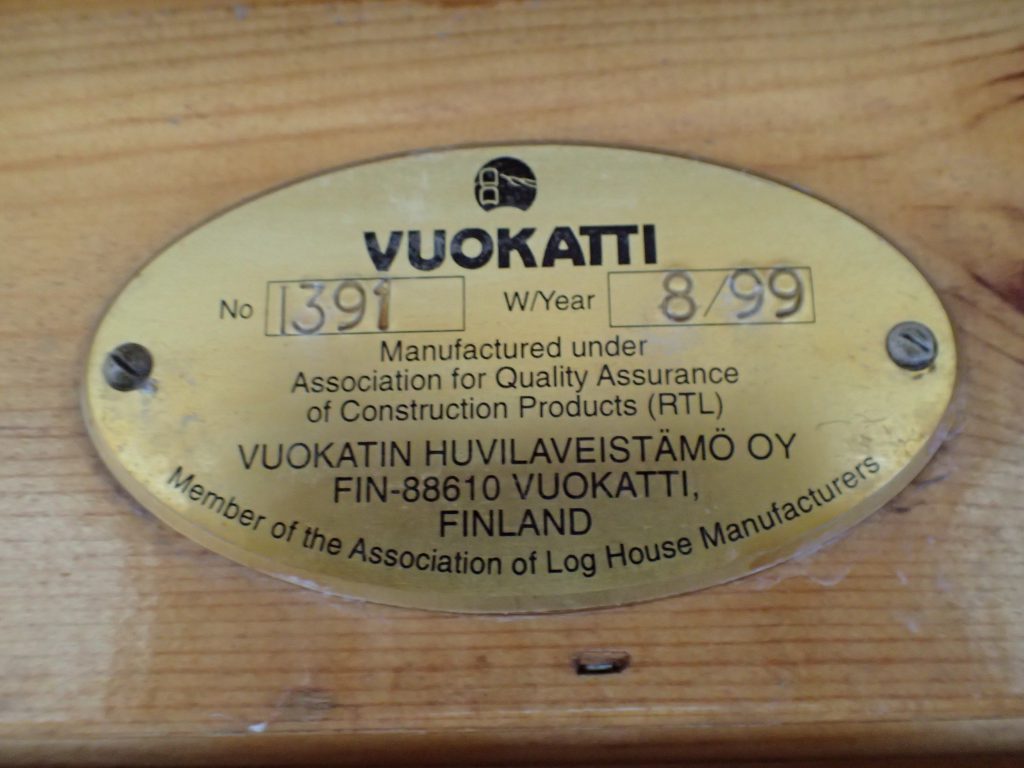 VUOKATTI
No 1391 W/Year 8/99
Manufactured under
Association for Quality Assurance
of Construction Products (RTL)
VUOKATIN HUVILAVEISTÄMÖ OY
FIN-88610 VUOKATTI,
FINLAND
Member of the Association of Log House Manufacturers